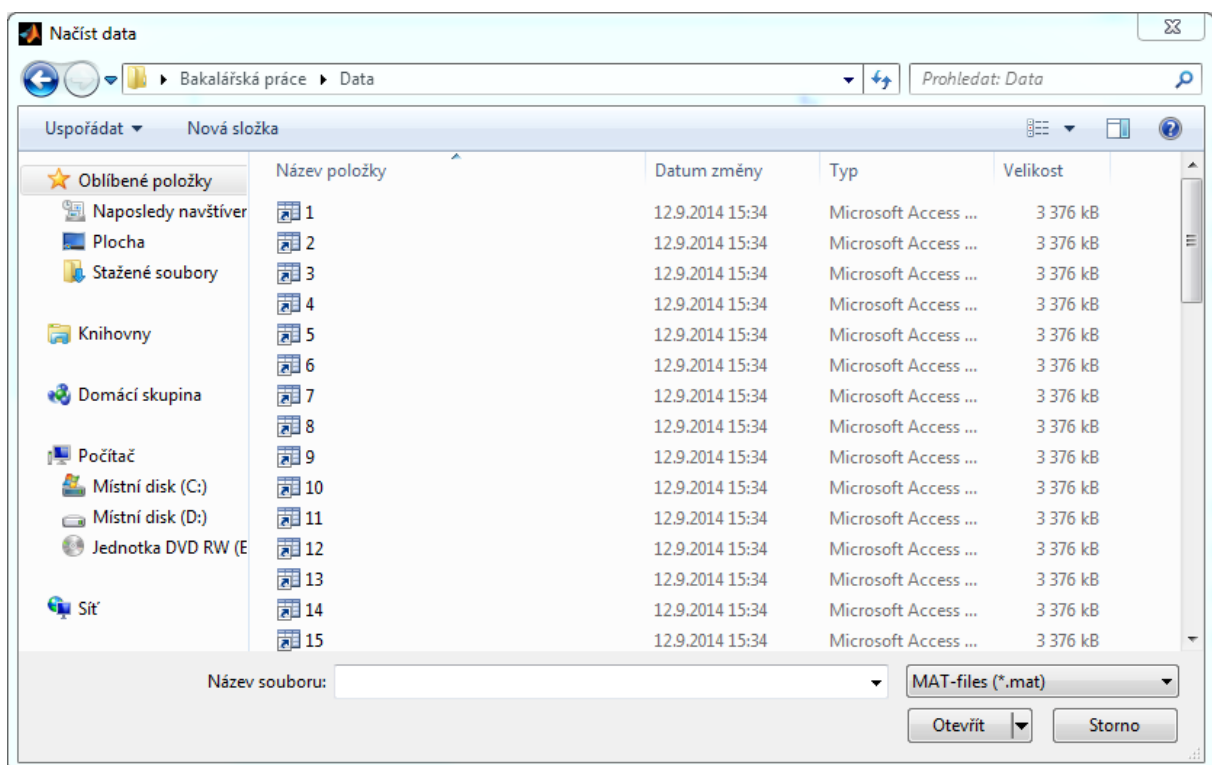 Načíst data
Bakalářská práce ▸ Data
Prohledat: Data
Uspořádat Nová složka
Název položky Datum změny Typ Velikost
Oblíbené položky
Naposledy navštíver
Plocha
Stažené soubory
Knihovny
Domácí skupina
Počítač
Místní disk (C:)
Místní disk (D:)
Jednotka DVD RW (E
Síť
1 12.9.2014 15:34 Microsoft Access ... 3 376 kB
2 12.9.2014 15:34 Microsoft Access ... 3 376 kB
3 12.9.2014 15:34 Microsoft Access ... 3 376 kB
4 12.9.2014 15:34 Microsoft Access ... 3 376 kB
5 12.9.2014 15:34 Microsoft Access ... 3 376 kB
6 12.9.2014 15:34 Microsoft Access ... 3 376 kB
7 12.9.2014 15:34 Microsoft Access ... 3 376 kB
8 12.9.2014 15:34 Microsoft Access ... 3 376 kB
9 12.9.2014 15:34 Microsoft Access ... 3 376 kB
10 12.9.2014 15:34 Microsoft Access ... 3 376 kB
11 12.9.2014 15:34 Microsoft Access ... 3 376 kB
12 12.9.2014 15:34 Microsoft Access ... 3 376 kB
13 12.9.2014 15:34 Microsoft Access ... 3 376 kB
14 12.9.2014 15:34 Microsoft Access ... 3 376 kB
15 12.9.2014 15:34 Microsoft Access ... 3 376 kB
Název souboru: MAT-files (*.mat)
Otevřít Storno